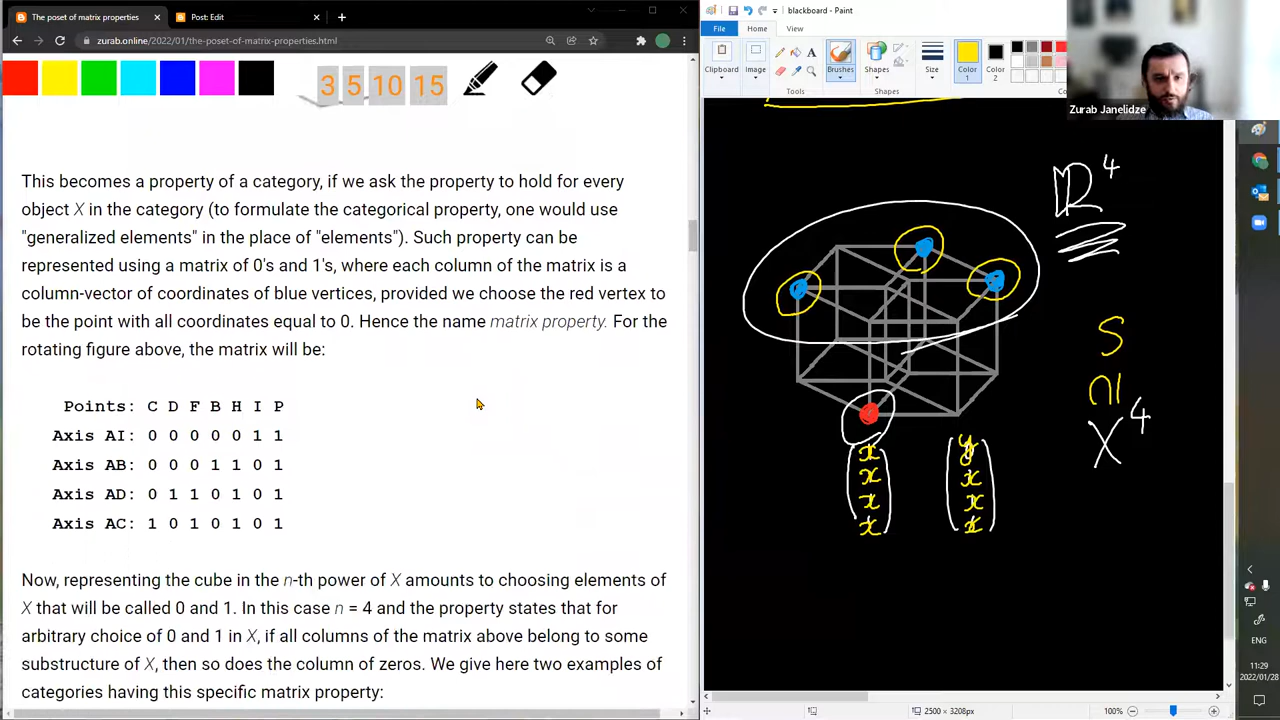 The poset of matrix properties
Post: Edit
zurab.online/2022/01/the-poset-of-matrix-properties.html
3 5 10 15
This becomes a property of a category, if we ask the property to hold for every
object X in the category (to formulate the categorical property, one would use
"generalized elements" in the place of "elements"). Such property can be
represented using a matrix of 0's and 1's, where each column of the matrix is a
column-vector of coordinates of blue vertices, provided we choose the red vertex to
be the point with all coordinates equal to 0. Hence the name matrix property. For the
rotating figure above, the matrix will be:
Points: C D F B H I P
Axis AI: 0 0 0 0 0 1 1
Axis AB: 0 0 0 1 1 0 1
Axis AD: 0 1 1 0 1 0 1
Axis AC: 1 0 1 0 1 0 1
Now, representing the cube in the n-th power of X amounts to choosing elements of
X that will be called 0 and 1. In this case n = 4 and the property states that for
arbitrary choice of 0 and 1 in X, if all columns of the matrix above belong to some
substructure of X, then so does the column of zeros. We give here two examples of
categories having this specific matrix property:
blackboard - Paint
File Home View
Clipboard Image Brushes Shapes Size Color 1 Color 2
Tools Shapes
Zurab Janelidze
ℝ⁴
S
X⁴
x y
x x
x x
x x
2500 × 3208px 100%
11:29
2022/01/28